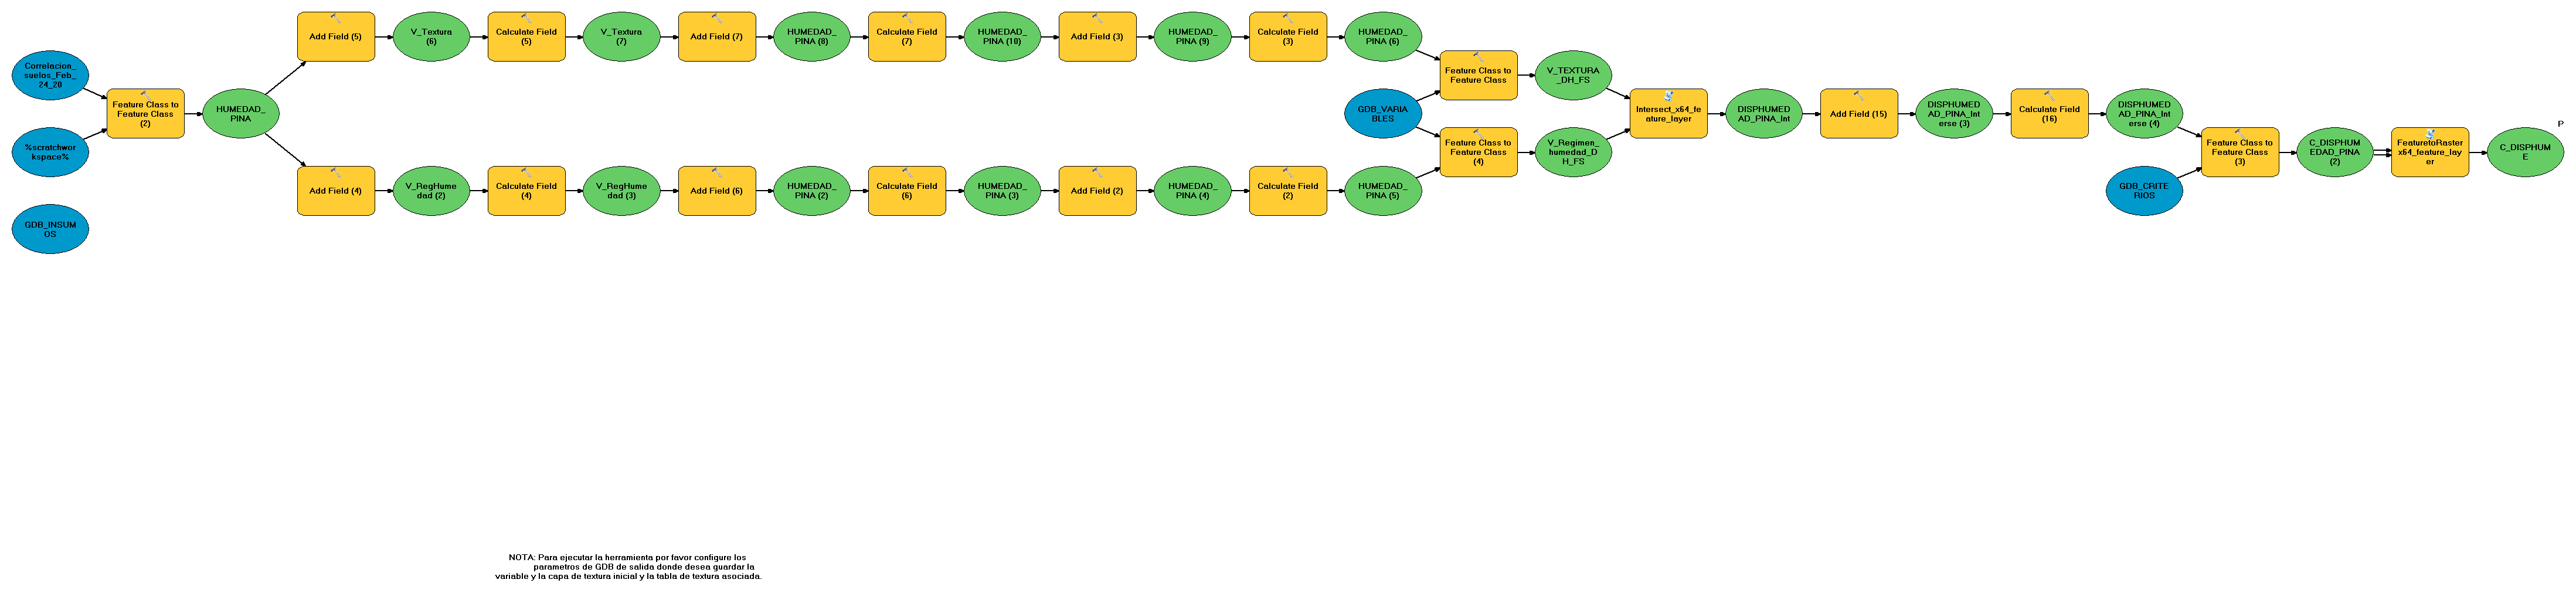 Correlacion_
suelos_Feb_
24_20
%scratchwor
kspace%
GDB_INSUM
OS
Feature Class to
Feature Class
(2)
HUMEDAD_
PINA
Add Field (5)
V_Textura
(6)
Calculate Field
(5)
V_Textura
(7)
Add Field (7)
HUMEDAD_
PINA (8)
Calculate Field
(7)
HUMEDAD_
PINA (10)
Add Field (3)
HUMEDAD_
PINA (9)
Calculate Field
(3)
HUMEDAD_
PINA (6)
Add Field (4)
V_RegHume
dad (2)
Calculate Field
(4)
V_RegHume
dad (3)
Add Field (6)
HUMEDAD_
PINA (2)
Calculate Field
(6)
HUMEDAD_
PINA (3)
Add Field (2)
HUMEDAD_
PINA (4)
Calculate Field
(2)
HUMEDAD_
PINA (5)
GDB_VARIA
BLES
Feature Class to
Feature Class
V_TEXTURA
_DH_FS
Feature Class to
Feature Class
(4)
V_Regimen_
humedad_D
H_FS
Intersect_x64_fe
ature_layer
DISPHUMED
AD_PINA_Int
Add Field (15)
DISPHUMED
AD_PINA_Int
erse (3)
Calculate Field
(16)
DISPHUMED
AD_PINA_Int
erse (4)
GDB_CRITE
RIOS
Feature Class to
Feature Class
(3)
C_DISPHUM
EDAD_PINA
(2)
FeaturetoRaster
x64_feature_lay
er
P
C_DISPHUM
E
NOTA: Para ejecutar la herramienta por favor configure los
parametros de GDB de salida donde desea guardar la
variable y la capa de textura inicial y la tabla de textura asociada.